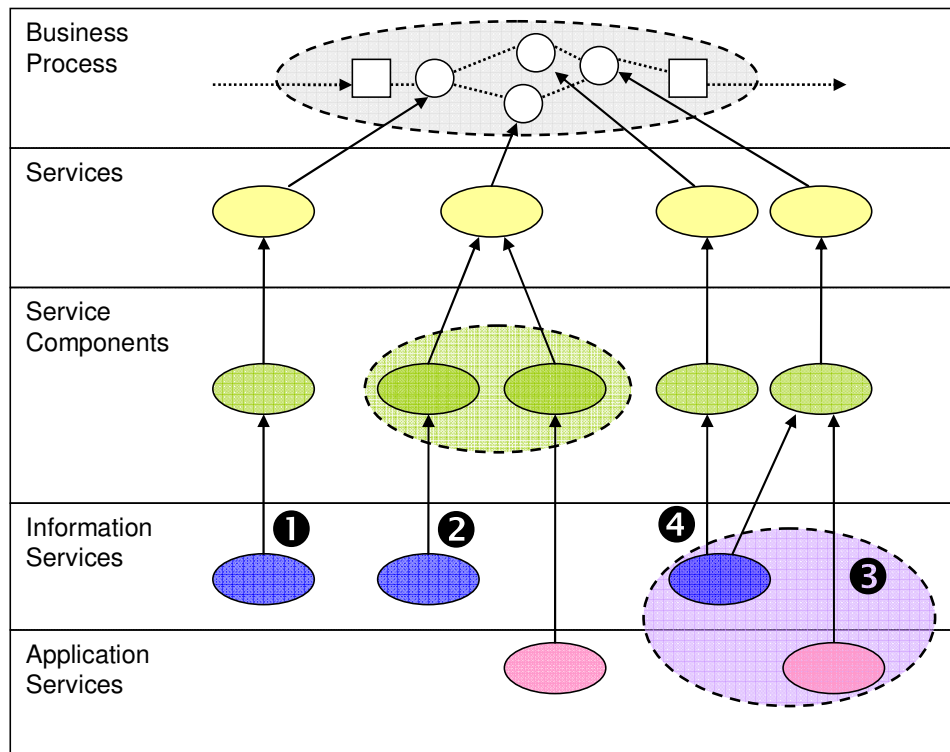 Business
Process
Services
Service
Components
Information
Services
❶
❷
❹
❸
Application
Services